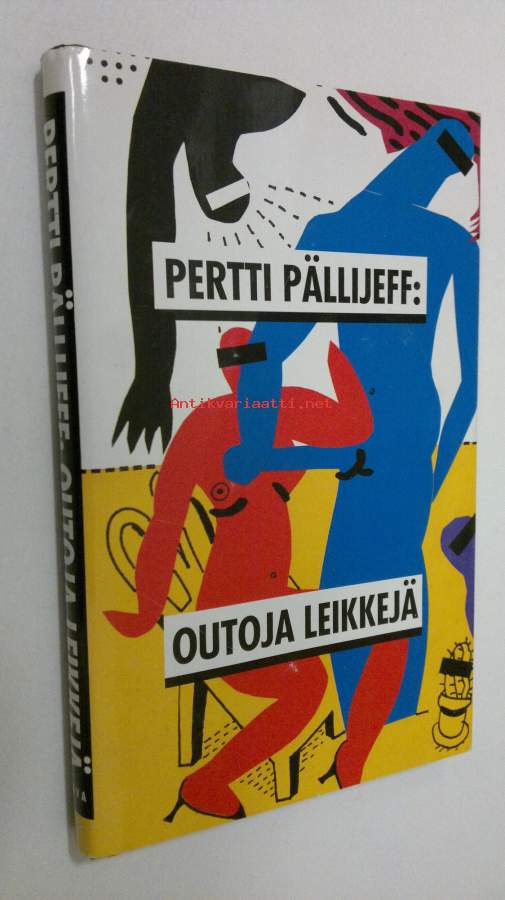 PERTTI PÄLLIJEFF:
OUTOJA LEIKKEJÄ
PERTTI PÄLLIJEFF: OUTOJA LEIKKEJÄ
Antikvariaatti.net